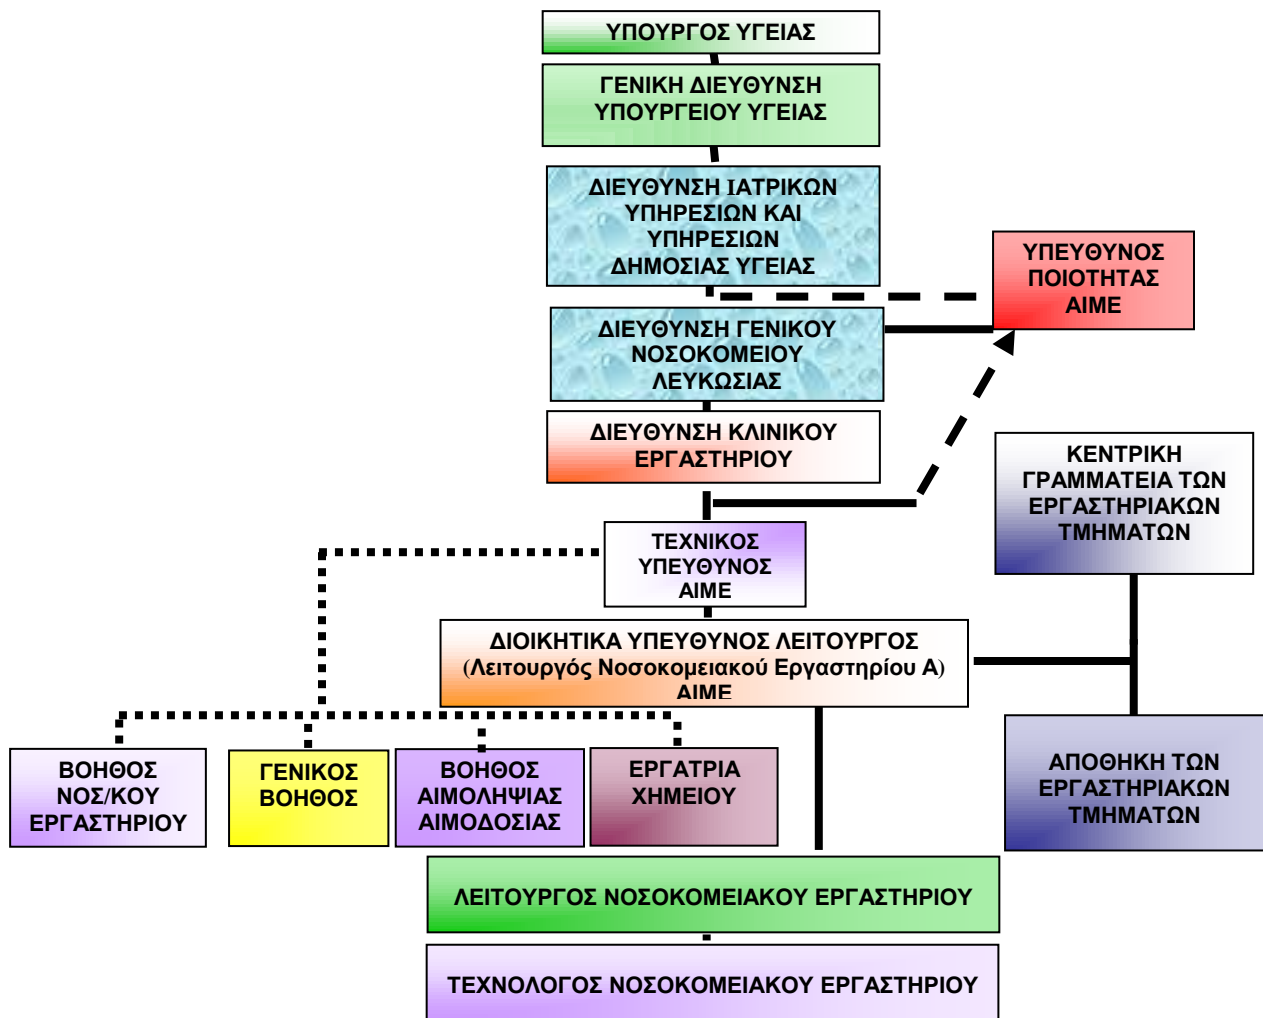 ΥΠΟΥΡΓΟΣ ΥΓΕΙΑΣ
ΓΕΝΙΚΗ ΔΙΕΥΘΥΝΣΗ
ΥΠΟΥΡΓΕΙΟΥ ΥΓΕΙΑΣ
ΔΙΕΥΘΥΝΣΗ ΙΑΤΡΙΚΩΝ
ΥΠΗΡΕΣΙΩΝ ΚΑΙ
ΥΠΗΡΕΣΙΩΝ
ΔΗΜΟΣΙΑΣ ΥΓΕΙΑΣ
ΥΠΕΥΘΥΝΟΣ
ΠΟΙΟΤΗΤΑΣ
ΑΙΜΕ
ΔΙΕΥΘΥΝΣΗ ΓΕΝΙΚΟΥ
ΝΟΣΟΚΟΜΕΙΟΥ
ΛΕΥΚΩΣΙΑΣ
ΔΙΕΥΘΥΝΣΗ ΚΛΙΝΙΚΟΥ
ΕΡΓΑΣΤΗΡΙΟΥ
ΚΕΝΤΡΙΚΗ
ΓΡΑΜΜΑΤΕΙΑ ΤΩΝ
ΕΡΓΑΣΤΗΡΙΑΚΩΝ
ΤΜΗΜΑΤΩΝ
ΤΕΧΝΙΚΟΣ
ΥΠΕΥΘΥΝΟΣ
ΑΙΜΕ
ΔΙΟΙΚΗΤΙΚΑ ΥΠΕΥΘΥΝΟΣ ΛΕΙΤΟΥΡΓΟΣ
(Λειτουργός Νοσοκομειακού Εργαστηρίου Α)
ΑΙΜΕ
ΒΟΗΘΟΣ
ΝΟΣ/ΚΟΥ
ΕΡΓΑΣΤΗΡΙΟΥ
ΓΕΝΙΚΟΣ
ΒΟΗΘΟΣ
ΒΟΗΘΟΣ
ΑΙΜΟΛΗΨΙΑΣ
ΑΙΜΟΔΟΣΙΑΣ
ΕΡΓΑΤΡΙΑ
ΧΗΜΕΙΟΥ
ΑΠΟΘΗΚΗ ΤΩΝ
ΕΡΓΑΣΤΗΡΙΑΚΩΝ
ΤΜΗΜΑΤΩΝ
ΛΕΙΤΟΥΡΓΟΣ ΝΟΣΟΚΟΜΕΙΑΚΟΥ ΕΡΓΑΣΤΗΡΙΟΥ
ΤΕΧΝΟΛΟΓΟΣ ΝΟΣΟΚΟΜΕΙΑΚΟΥ ΕΡΓΑΣΤΗΡΙΟΥ